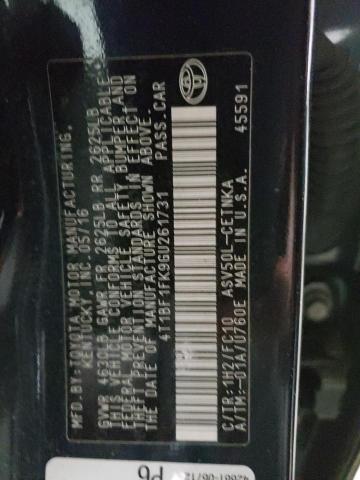 MFD.BY:TOYOTA MOTOR MANUFACTURING.
KENTUCKY, INC.05/16
GVWR 4630LB GAWR FR 2625LB RR 2625LB
THIS VEHICLE CONFORMS TO ALL APPLICABLE
FEDERAL MOTOR VEHICLE SAFETY, BUMPER, AND
THEFT PREVENTION STANDARDS IN EFFECT ON
THE DATE OF MANUFACTURE SHOWN ABOVE.
4T1BF1FK9GU261731 PASS.CAR
C/TR:1H2/FC10 ASV50L-CETNKA
A/TM:-01A/U760E MADE IN U.S.A. 45591
P6